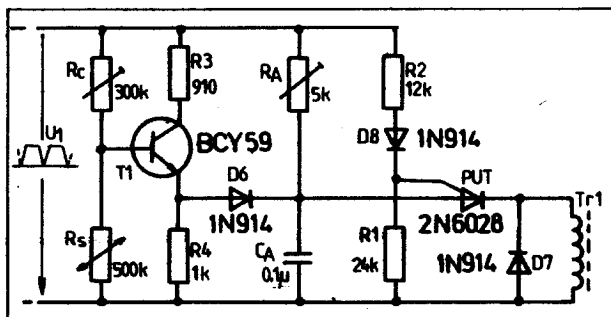 Rc
300k
R3
910
RA
5k
R2
12k
BCY59
D8
1N914
U1
T1
D6
PUT
Tr1
1N914
2N6028
Rs
500k
R4
1k
CA
0.1µ
R1
24k
1N914
D7